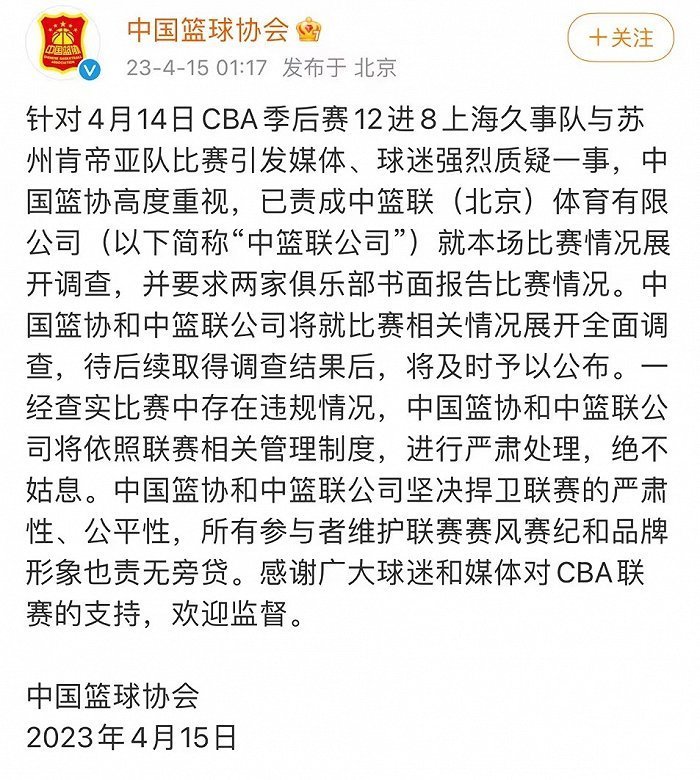 中国篮球协会
23-4-15 01:17 发布于 北京
+关注
中国篮协
针对4月14日CBA季后赛12进8上海久事队与苏
州肯帝亚队比赛引发媒体、球迷强烈质疑一事，中
国篮协高度重视，已责成中篮联（北京）体育有限
公司（以下简称“中篮联公司”）就本场比赛情况展
开调查，并要求两家俱乐部书面报告比赛情况。中
国篮协和中篮联公司将就比赛相关情况展开全面调
查，待后续取得调查结果后，将及时予以公布。一
经查实比赛中存在违规情况，中国篮协和中篮联公
司将依照联赛相关管理制度，进行严肃处理，绝不
姑息。中国篮协和中篮联公司坚决捍卫联赛的严肃
性、公平性，所有参与者维护联赛赛风赛纪和品牌
形象也责无旁贷。感谢广大球迷和媒体对CBA联
赛的支持，欢迎监督。
中国篮球协会
2023年4月15日